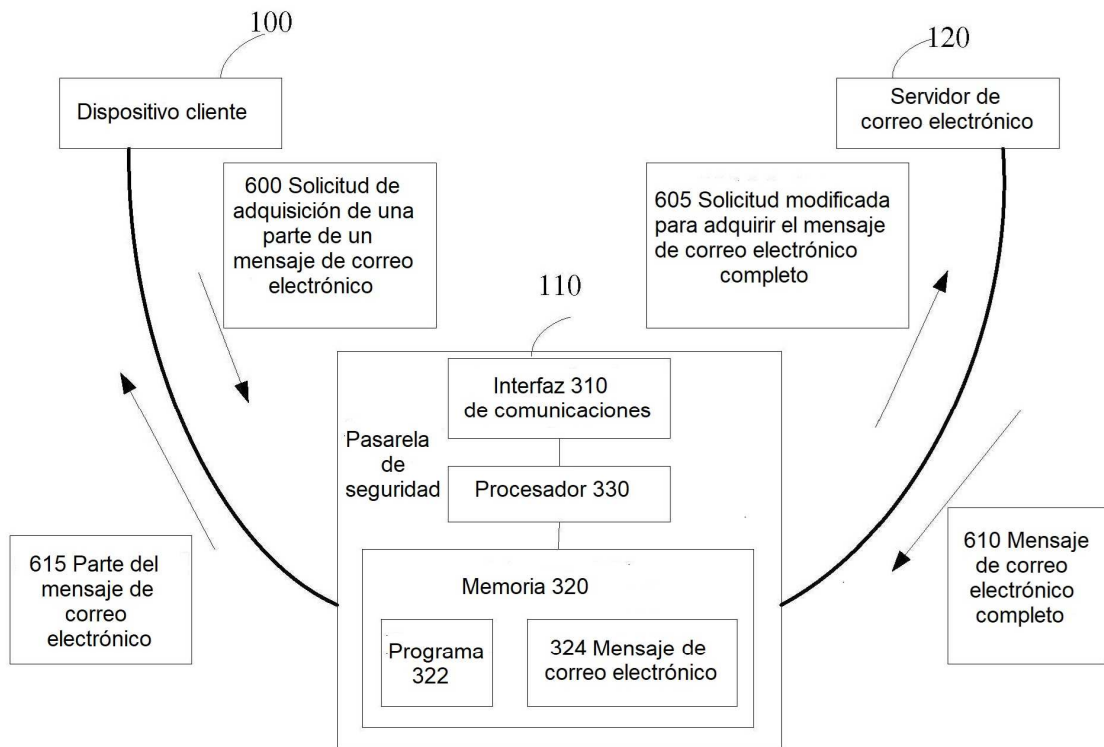 100
120
Dispositivo cliente
Servidor de
correo electrónico
600 Solicitud de
adquisición de una
parte de un
mensaje de correo
electrónico
605 Solicitud modificada
para adquirir el mensaje
de correo electrónico
completo
110
Interfaz 310
de comunicaciones
Pasarela
de
seguridad
Procesador 330
615 Parte del
mensaje de
correo
electrónico
610 Mensaje
de correo
electrónico
completo
Memoria 320
Programa
322
324 Mensaje de
correo electrónico